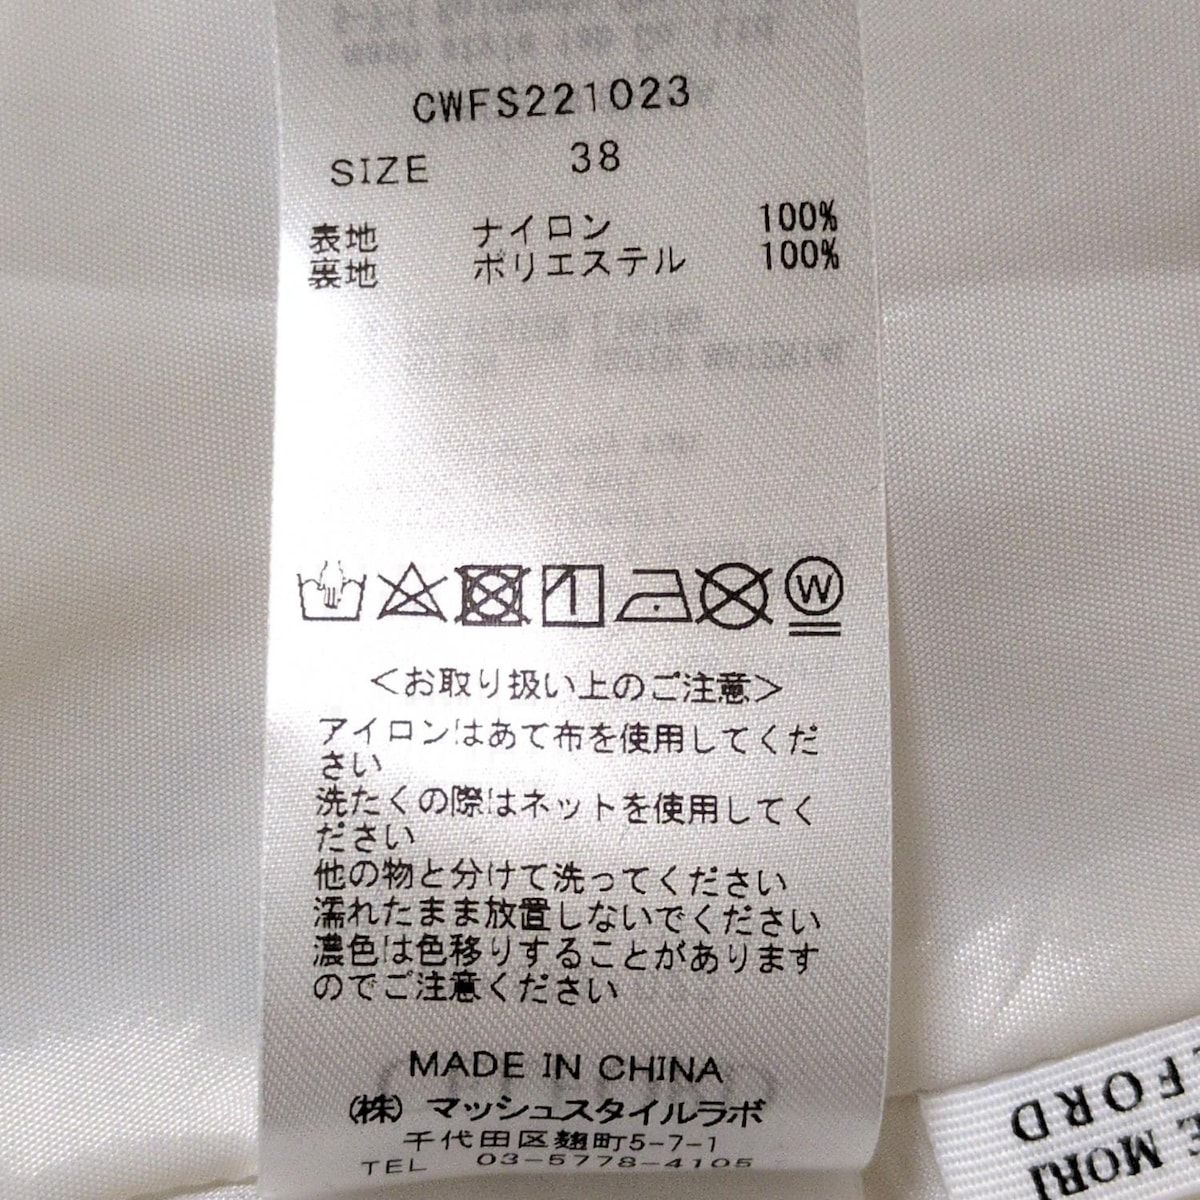 CWFS221023
SIZE 38
表地 ナイロン 100%
裏地 ポリエステル 100%
W
<お取り扱い上のご注意>
アイロンはあて布を使用してくだ
さい
洗たくの際はネットを使用してく
ださい
他の物と分けて洗ってください
濡れたまま放置しないでください
濃色は色移りすることがあります
のでご注意ください
MADE IN CHINA
(株) マッシュスタイルラボ
千代田区麹町5-7-1
TEL 03-5778-4105
E MORI
FORD